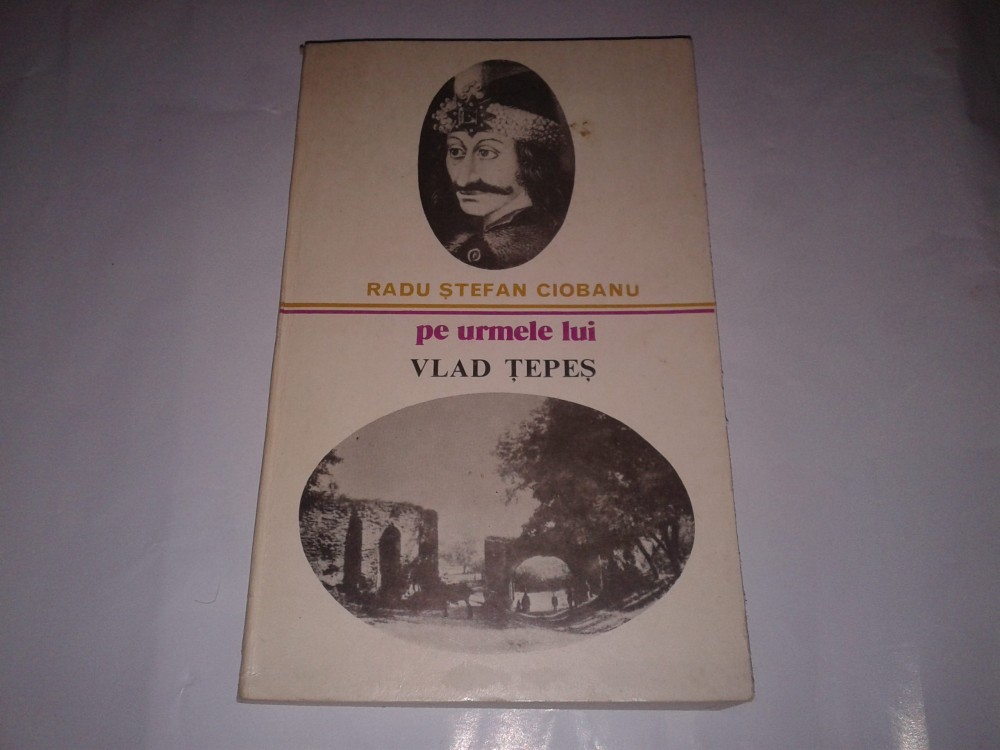 RADU ȘTEFAN CIOBANU
pe urmele lui
VLAD ȚEPEȘ